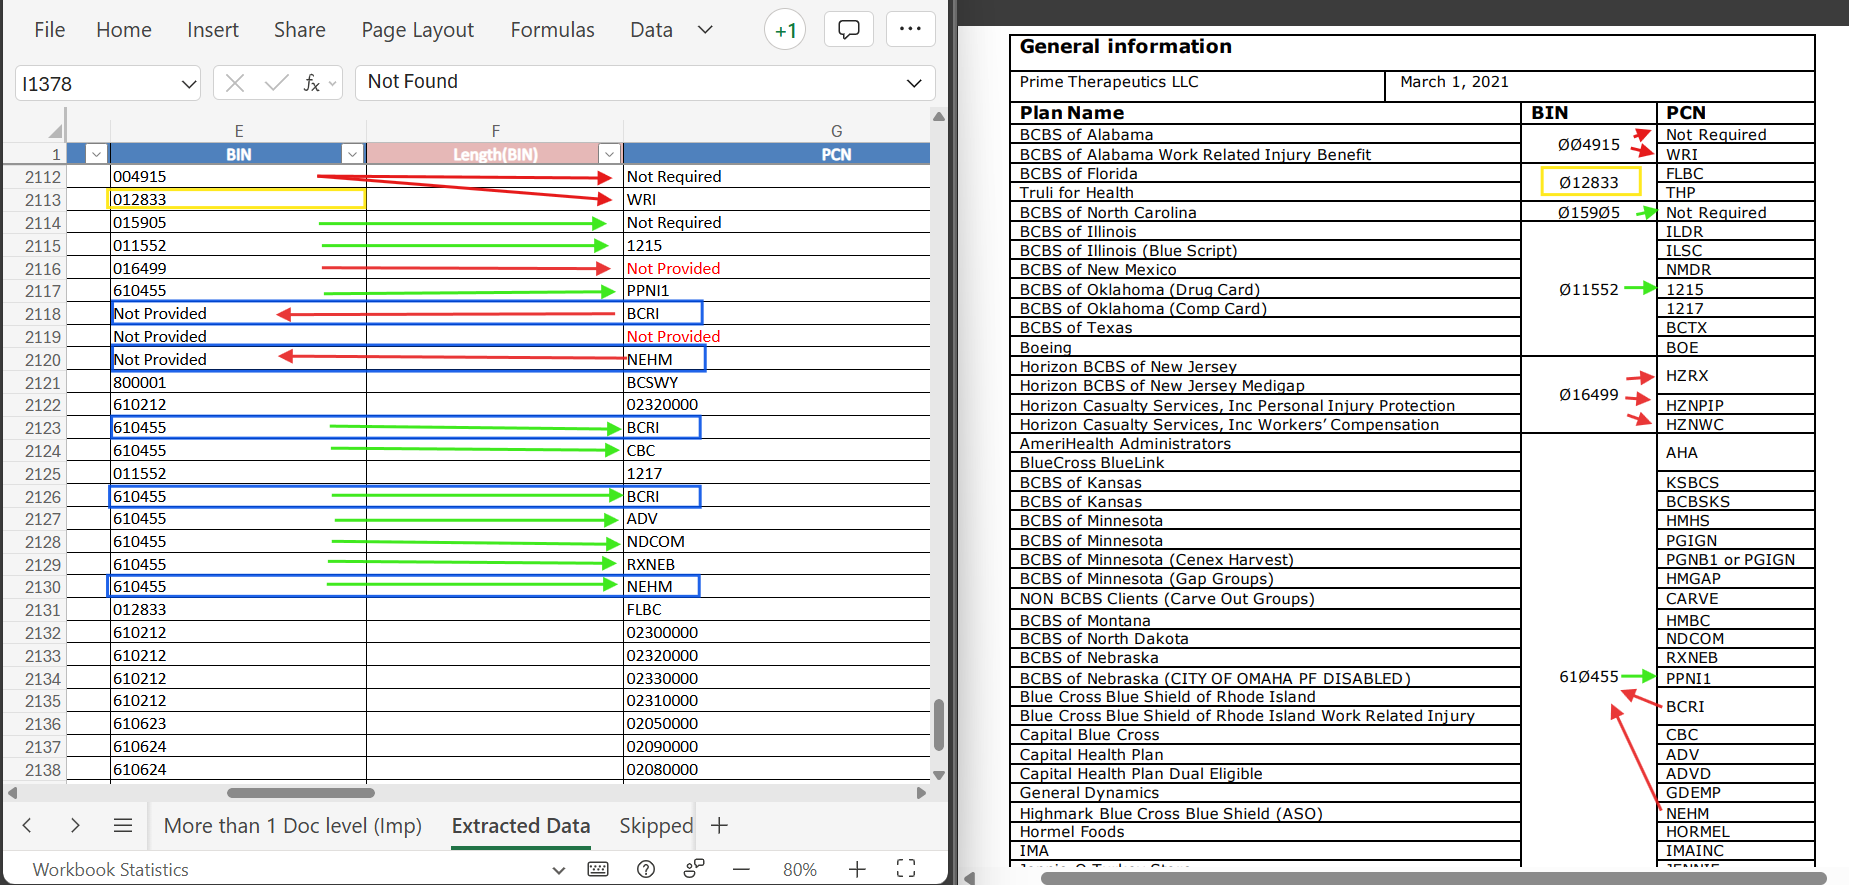 File Home Insert Share Page Layout Formulas Data +1
I1378 fx Not Found
E F G
1 BIN Length(BIN) PCN
2112 004915 Not Required
2113 012833 WRI
2114 015905 Not Required
2115 011552 1215
2116 016499 Not Provided
2117 610455 PPNI1
2118 Not Provided BCRI
2119 Not Provided Not Provided
2120 Not Provided NEHM
2121 800001 BCSWY
2122 610212 02320000
2123 610455 BCRI
2124 610455 CBC
2125 011552 1217
2126 610455 BCRI
2127 610455 ADV
2128 610455 NDCOM
2129 610455 RXNEB
2130 610455 NEHM
2131 012833 FLBC
2132 610212 02300000
2133 610212 02320000
2134 610212 02330000
2135 610212 02310000
2136 610623 02050000
2137 610624 02090000
2138 610624 02080000
More than 1 Doc level (Imp) Extracted Data Skipped
Workbook Statistics 80%
General information
Prime Therapeutics LLC March 1, 2021
Plan Name BIN PCN
BCBS of Alabama Not Required
ØØ4915
BCBS of Alabama Work Related Injury Benefit WRI
BCBS of Florida FLBC
Ø12833
Truli for Health THP
BCBS of North Carolina Ø159Ø5 Not Required
BCBS of Illinois ILDR
BCBS of Illinois (Blue Script) ILSC
BCBS of New Mexico NMDR
BCBS of Oklahoma (Drug Card) Ø11552 1215
BCBS of Oklahoma (Comp Card) 1217
BCBS of Texas BCTX
Boeing BOE
Horizon BCBS of New Jersey
HZRX
Horizon BCBS of New Jersey Medigap
Ø16499
Horizon Casualty Services, Inc Personal Injury Protection HZNPIP
Horizon Casualty Services, Inc Workers' Compensation HZNWC
AmeriHealth Administrators
AHA
BlueCross BlueLink
BCBS of Kansas KSBCS
BCBS of Kansas BCBSKS
BCBS of Minnesota HMHS
BCBS of Minnesota PGIGN
BCBS of Minnesota (Cenex Harvest) PGNB1 or PGIGN
BCBS of Minnesota (Gap Groups) HMGAP
NON BCBS Clients (Carve Out Groups) CARVE
BCBS of Montana HMBC
BCBS of North Dakota NDCOM
BCBS of Nebraska RXNEB
BCBS of Nebraska (CITY OF OMAHA PF DISABLED) 61Ø455 PPNI1
Blue Cross Blue Shield of Rhode Island
BCRI
Blue Cross Blue Shield of Rhode Island Work Related Injury
Capital Blue Cross CBC
Capital Health Plan ADV
Capital Health Plan Dual Eligible ADVD
General Dynamics GDEMP
Highmark Blue Cross Blue Shield (ASO) NEHM
Hormel Foods HORMEL
IMA IMAINC